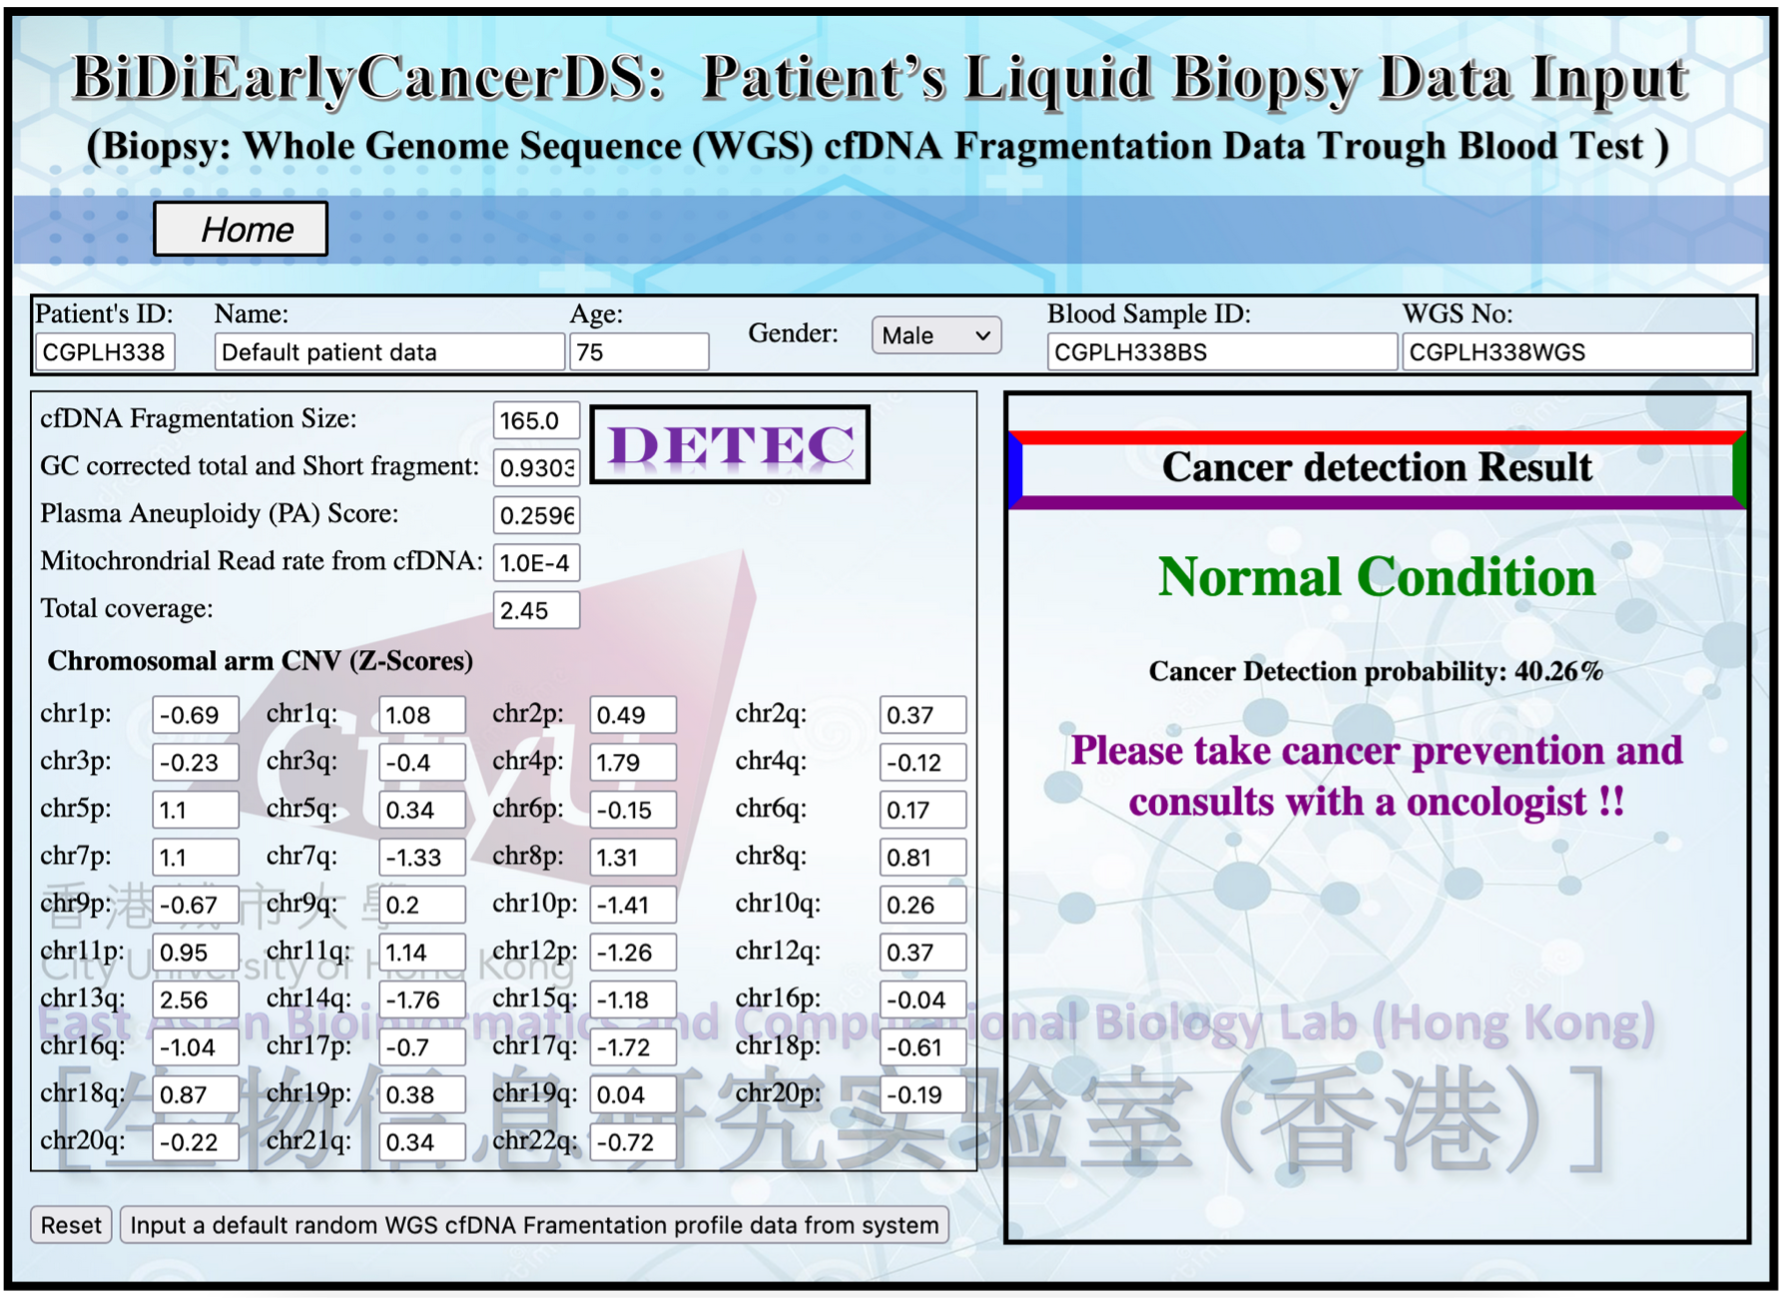 BiDiEarlyCancerDS: Patient's Liquid Biopsy Data Input
(Biopsy: Whole Genome Sequence (WGS) cfDNA Fragmentation Data Trough Blood Test )
Home
Patient's ID: Name: Age: Gender: Male Blood Sample ID: WGS No:
CGPLH338 Default patient data 75 CGPLH338BS CGPLH338WGS
cfDNA Fragmentation Size: 165.0
DETEC
GC corrected total and Short fragment: 0.9303
Plasma Aneuploidy (PA) Score: 0.2596
Mitochrondrial Read rate from cfDNA: 1.0E-4
Total coverage: 2.45
Chromosomal arm CNV (Z-Scores)
chr1p: -0.69 chr1q: 1.08 chr2p: 0.49 chr2q: 0.37
chr3p: -0.23 chr3q: -0.4 chr4p: 1.79 chr4q: -0.12
chr5p: 1.1 chr5q: 0.34 chr6p: -0.15 chr6q: 0.17
chr7p: 1.1 chr7q: -1.33 chr8p: 1.31 chr8q: 0.81
chr9p: -0.67 chr9q: 0.2 chr10p: -1.41 chr10q: 0.26
chr11p: 0.95 chr11q: 1.14 chr12p: -1.26 chr12q: 0.37
chr13q: 2.56 chr14q: -1.76 chr15q: -1.18 chr16p: -0.04
chr16q: -1.04 chr17p: -0.7 chr17q: -1.72 chr18p: -0.61
chr18q: 0.87 chr19p: 0.38 chr19q: 0.04 chr20p: -0.19
chr20q: -0.22 chr21q: 0.34 chr22q: -0.72
Reset Input a default random WGS cfDNA Framentation profile data from system
Cancer detection Result
Normal Condition
Cancer Detection probability: 40.26%
Please take cancer prevention and
consults with a oncologist !!
CityU
香港城市大學
City University of Hong Kong
East Asian Bioinformatics and Computational Biology Lab (Hong Kong)
[生物信息研究实验室(香港)]